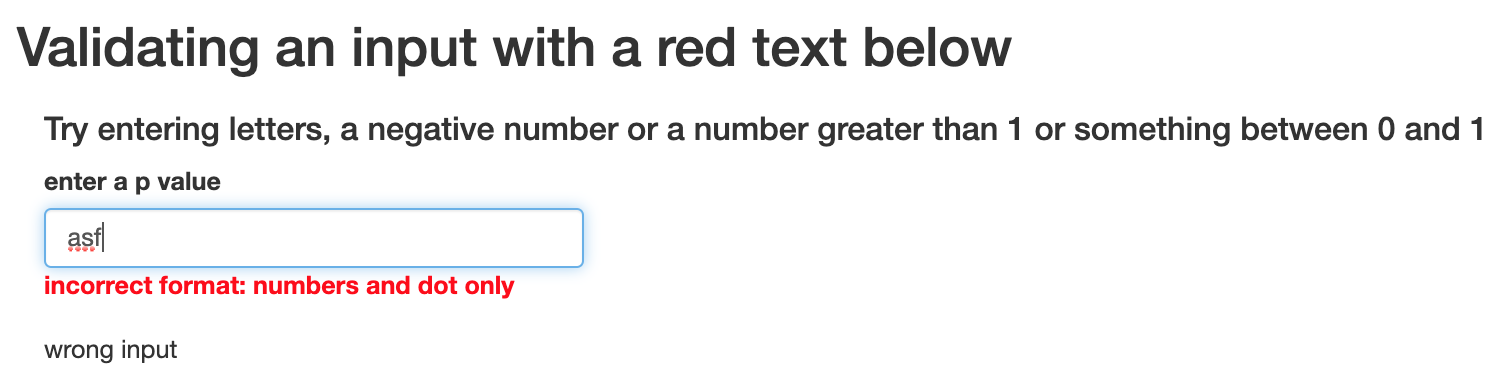 Validating an input with a red text below
Try entering letters, a negative number or a number greater than 1 or something between 0 and 1
enter a p value
asf
incorrect format: numbers and dot only
wrong input